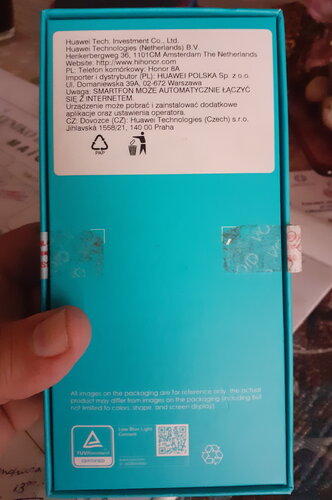 Huawei Tech. Investment Co., Ltd.
Huawei Technologies (Netherlands) B.V.
Herikerbergweg 36, 1101CM Amsterdam The Netherlands
Website: http://www.hihonor.com
PL: Telefon komórkowy: Honor 8A
Importer i dystrybutor (PL): HUAWEI POLSKA Sp. z o.o.
Ul. Domaniewska 39A, 02-672 Warszawa
Uwaga: SMARTFON MOŻE AUTOMATYCZNIE ŁĄCZYĆ
SIĘ Z INTERNETEM.
Urządzenie może pobrać i zainstalować dodatkowe
aplikacje oraz ustawienia operatora.
CZ: Dovozce (CZ): Huawei Technologies (Czech) s.r.o.
Jihlavská 1558/21, 140 00 Praha
PAP
All images on the packaging are for reference only, the actual
product may differ from images on the packaging (including but
not limited to colors, shape, and screen display).
TÜVRheinland
CERTIFIED
Low Blue Light
Content